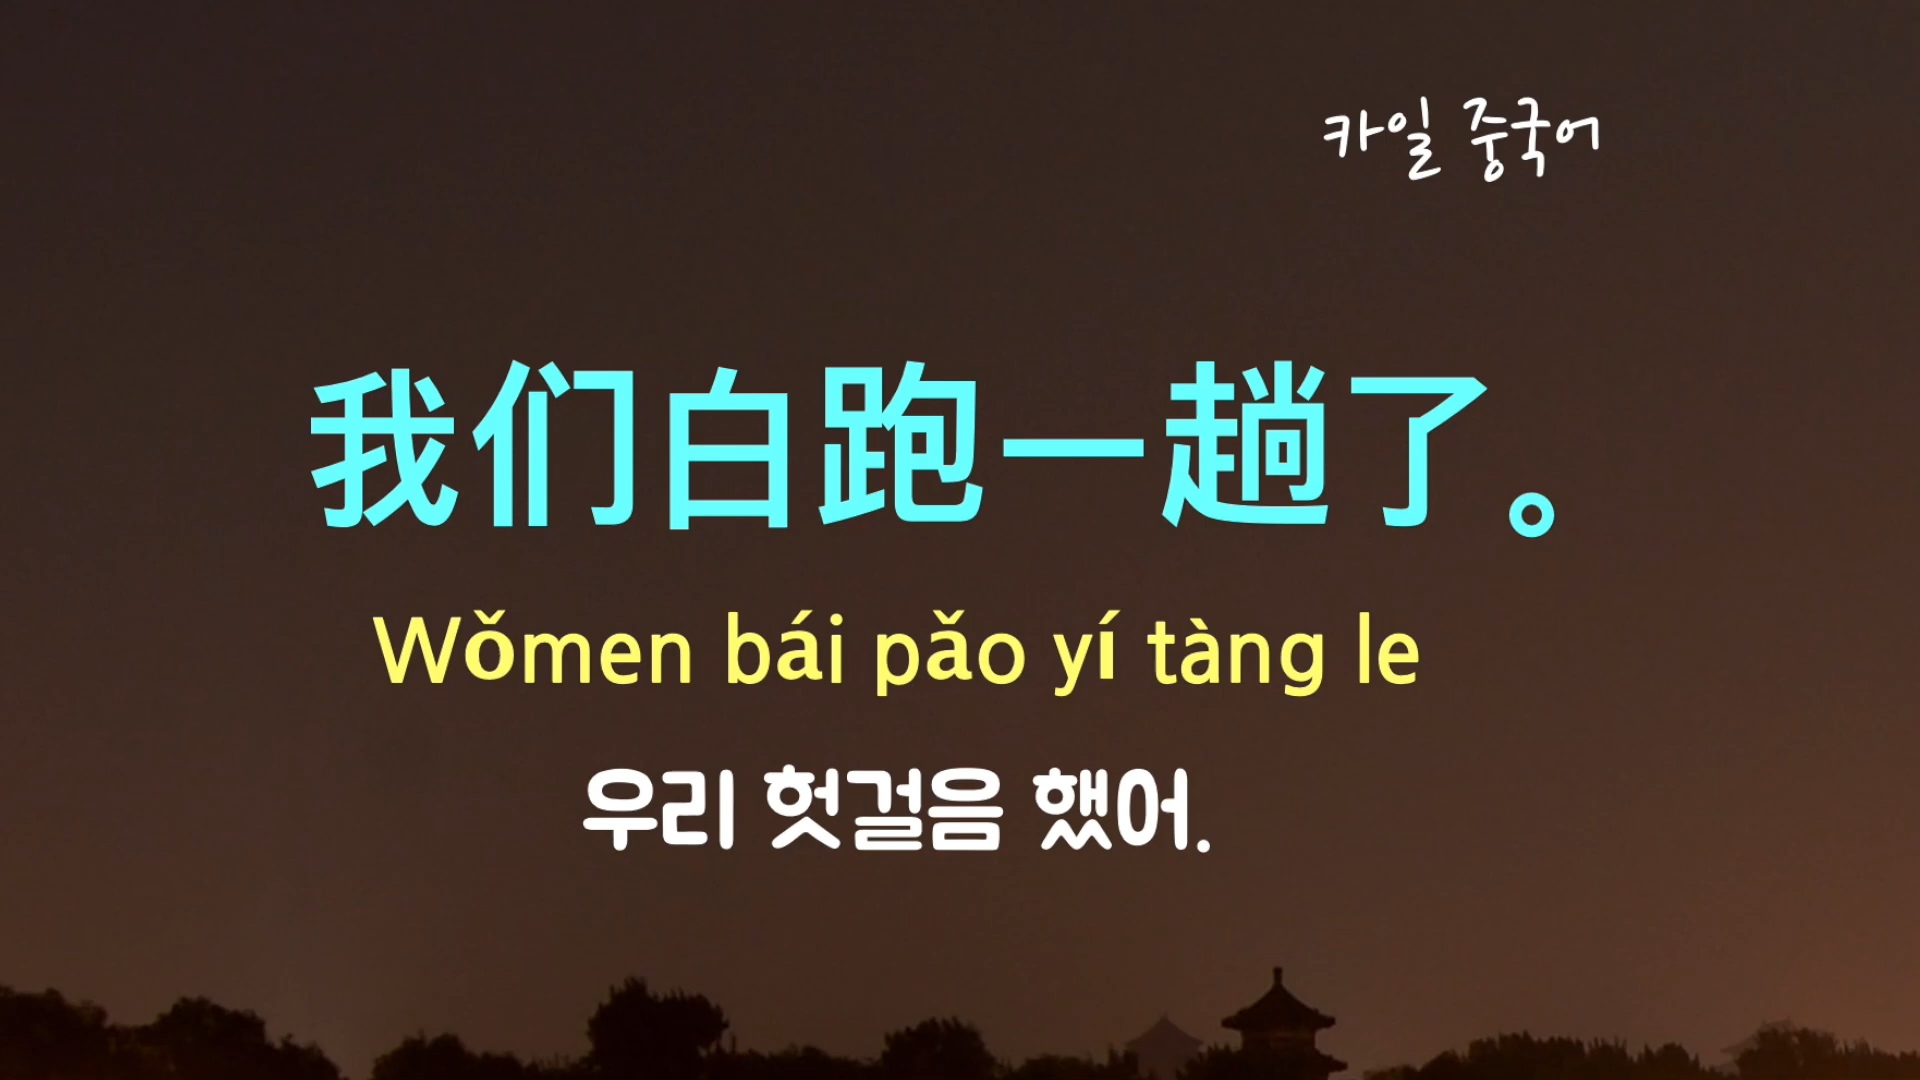 카일 중국어
我们白跑一趟了。
Wǒmen bái pǎo yí tàng le
우리 헛걸음 했어.